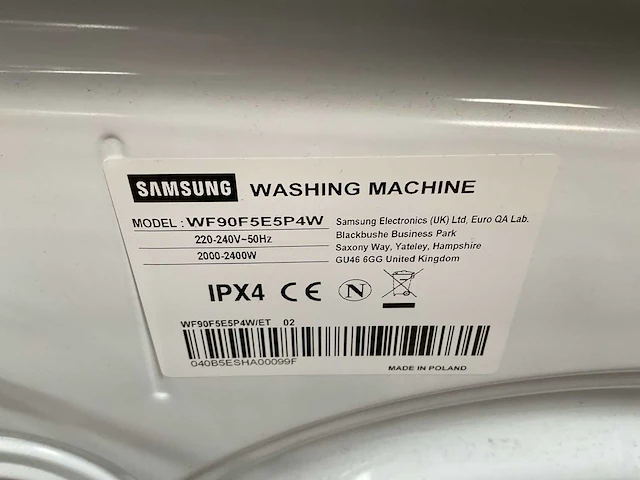 SAMSUNG WASHING MACHINE
MODEL : WF90F5E5P4W
220-240V~50Hz
2000-2400W
Samsung Electronics (UK) Ltd, Euro QA Lab.
Blackbushe Business Park
Saxony Way, Yateley, Hampshire
GU46 6GG United Kingdom
IPX4 CE N
WF90F5E5P4W/ET 02
040B5ESHA00099F
MADE IN POLAND